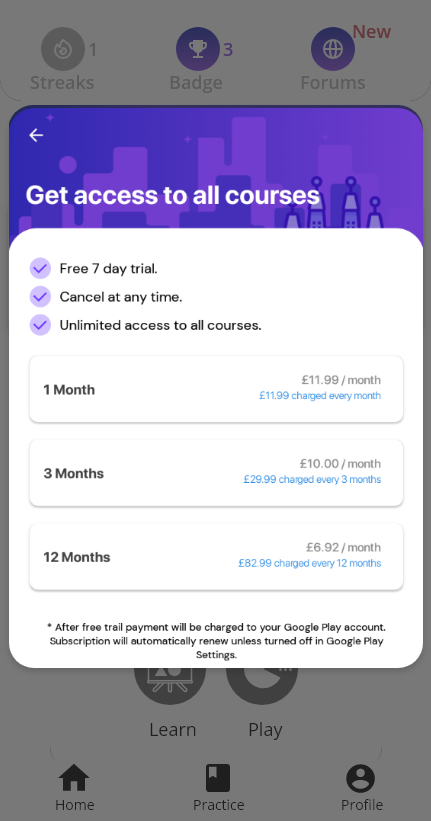 New
1
3
Streaks
Badge
Forums
Get access to all courses
Free 7 day trial.
Cancel at any time.
Unlimited access to all courses.
1 Month
£11.99 / month
£11.99 charged every month
3 Months
£10.00 / month
£29.99 charged every 3 months
12 Months
£6.92 / month
£82.99 charged every 12 months
* After free trail payment will be charged to your Google Play account.
Subscription will automatically renew unless turned off in Google Play
Settings.
Learn
Play
Home
Practice
Profile